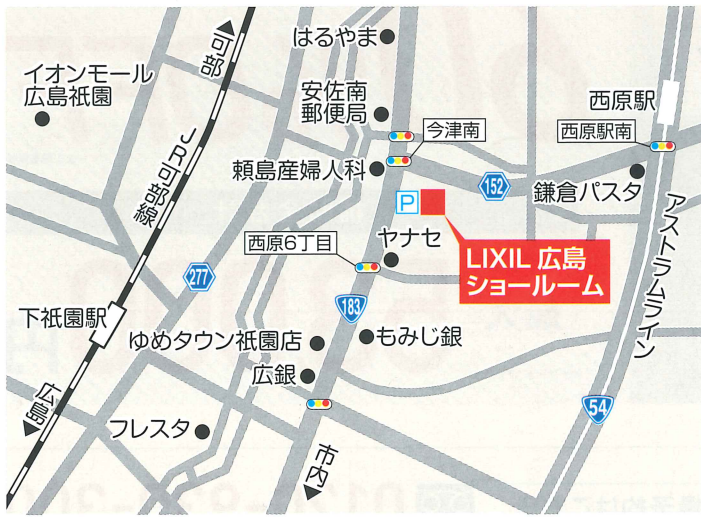 はるやま
可部
イオンモール
広島祇園
安佐南
郵便局
西原駅
今津南
西原駅南
JR可部線
頼島産婦人科
152
鎌倉パスタ
P
アストラムライン
西原6丁目
ヤナセ
LIXIL 広島
ショールーム
277
183
下祇園駅
ゆめタウン祇園店
もみじ銀
広銀
広島
54
フレスタ
市内